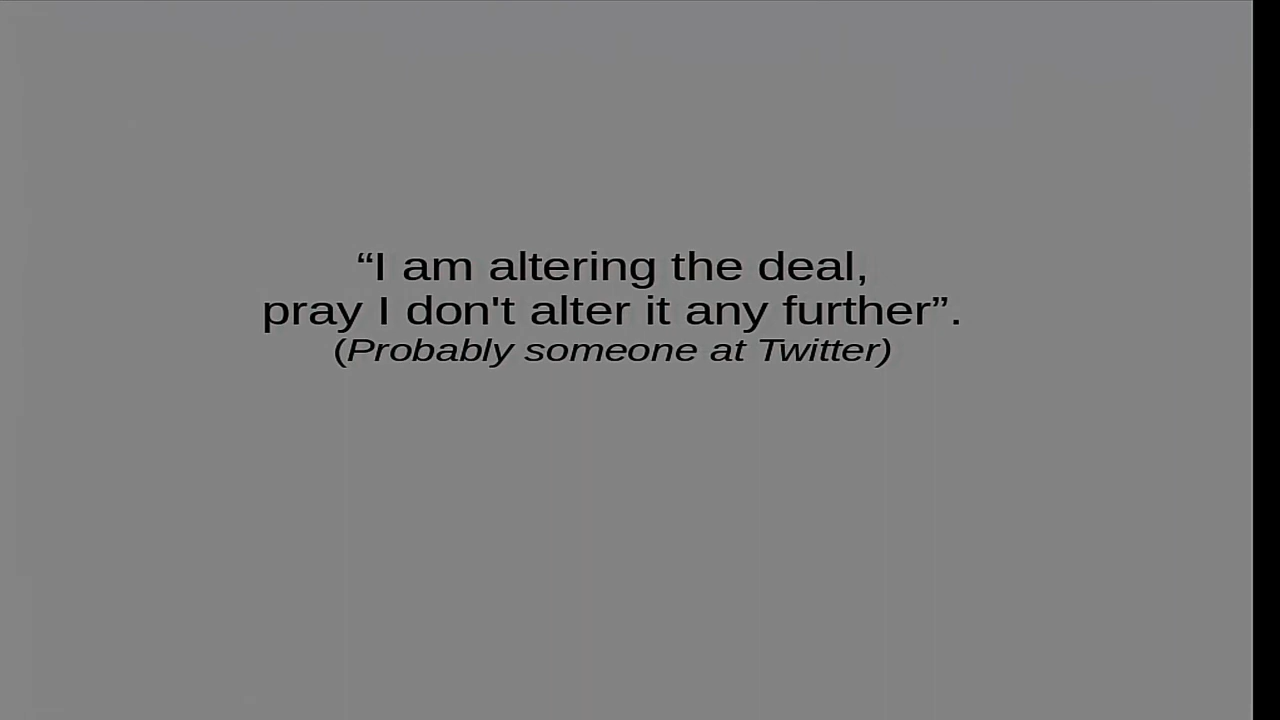 “I am altering the deal,
pray I don't alter it any further”.
(Probably someone at Twitter)